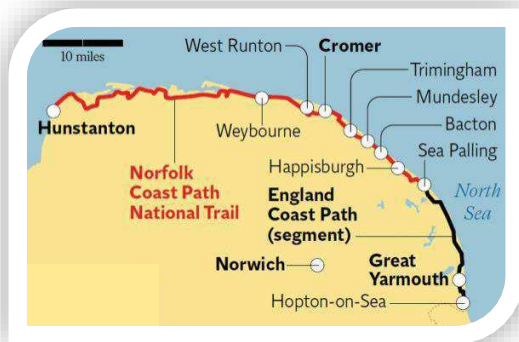 10 miles
West Runton
Cromer
Trimingham
Mundesley
Bacton
Sea Palling
Hunstanton
Weybourne
Happisburgh
Norfolk
Coast Path
National Trail
England
Coast Path
(segment)
North
Sea
Norwich
Great
Yarmouth
Hopton-on-Sea